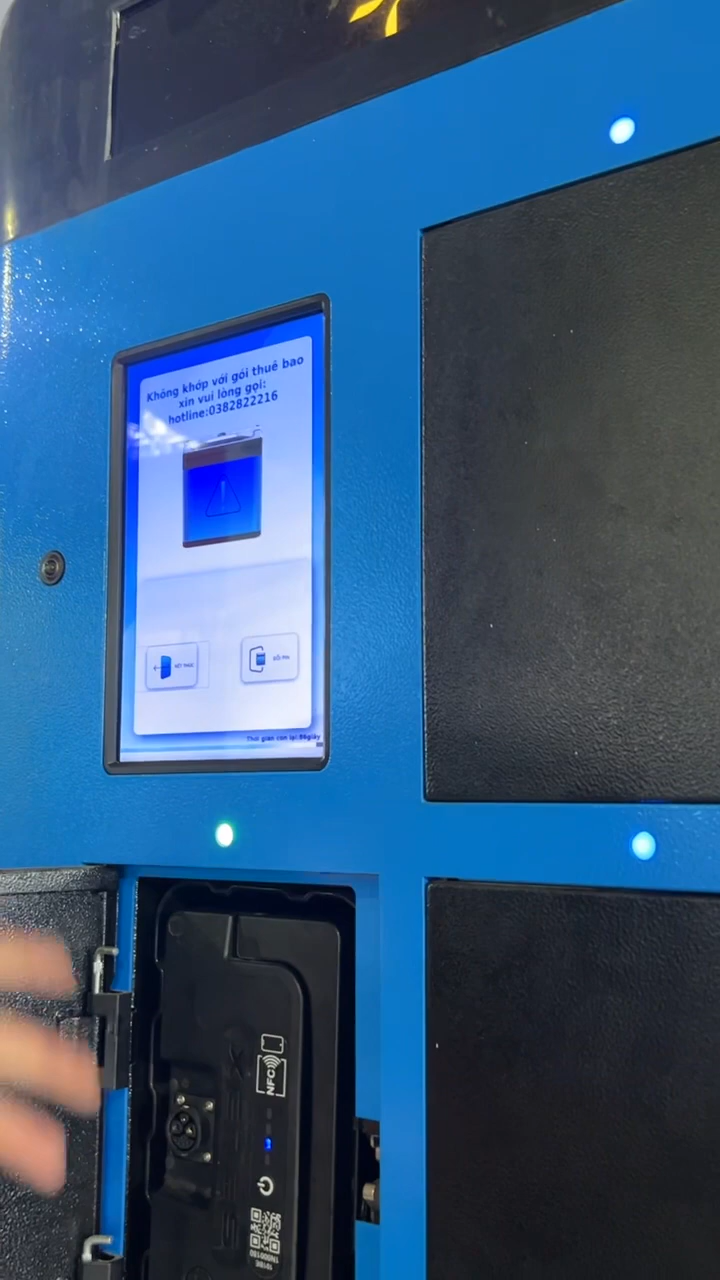 Không khớp với gói thuê bao
xin vui lòng gọi:
hotline:0382822216
KẾT THÚC
ĐỔI PIN
Thời gian còn lại:86giây
NFC